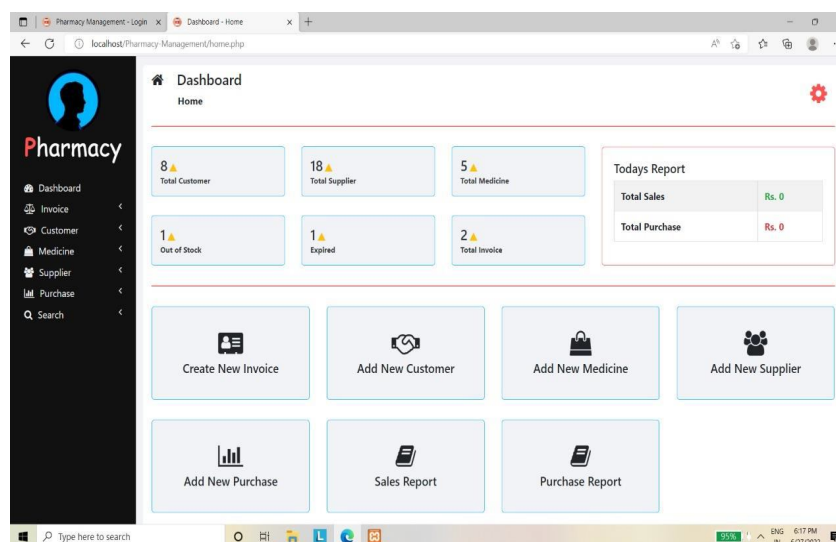 Pharmacy Management - Login
Dashboard - Home
localhost/Pharmacy-Management/home.php
Pharmacy
Dashboard
Invoice
Customer
Medicine
Supplier
Purchase
Search
Dashboard
Home
8
Total Customer
18
Total Supplier
5
Total Medicine
1
Out of Stock
1
Expired
2
Total Invoice
Todays Report
Total Sales Rs. 0
Total Purchase Rs. 0
Create New Invoice
Add New Customer
Add New Medicine
Add New Supplier
Add New Purchase
Sales Report
Purchase Report
Type here to search
95%
ENG 6:17 PM
IN 6/27/2022